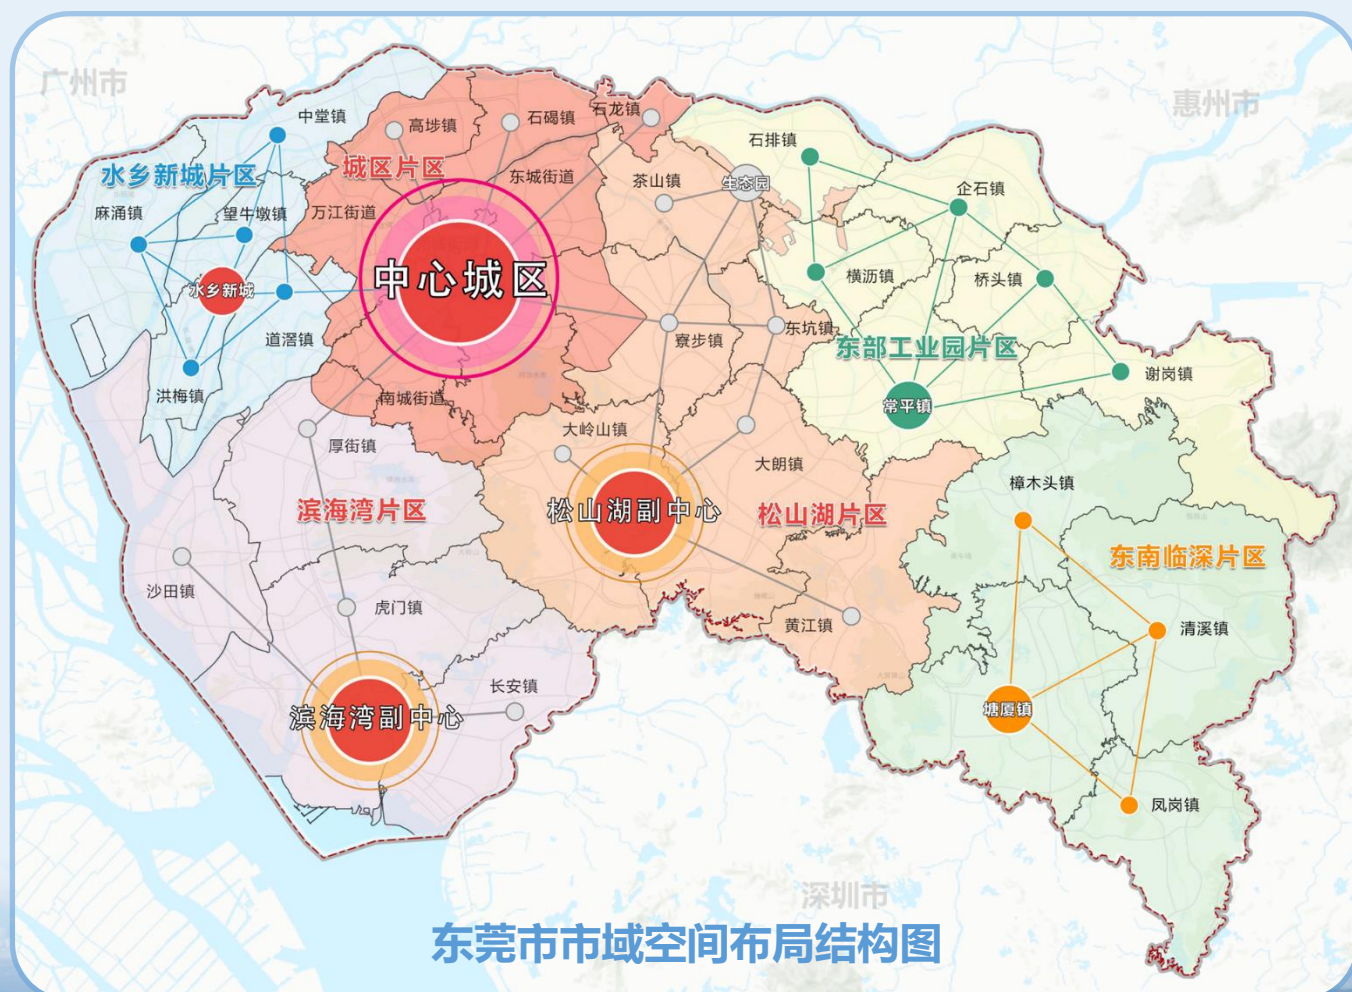 广州市
惠州市
中堂镇
高埗镇
石碣镇
石龙镇
石排镇
水乡新城片区
城区片区
东城街道
茶山镇
生态园
企石镇
麻涌镇
望牛墩镇
万江街道
中心城区
横沥镇
桥头镇
水乡新城
道滘镇
寮步镇
东坑镇
东部工业园片区
谢岗镇
洪梅镇
南城街道
常平镇
厚街镇
大岭山镇
大朗镇
樟木头镇
滨海湾片区
松山湖副中心
松山湖片区
东南临深片区
沙田镇
虎门镇
黄江镇
清溪镇
长安镇
滨海湾副中心
塘厦镇
凤岗镇
深圳市
东莞市市域空间布局结构图